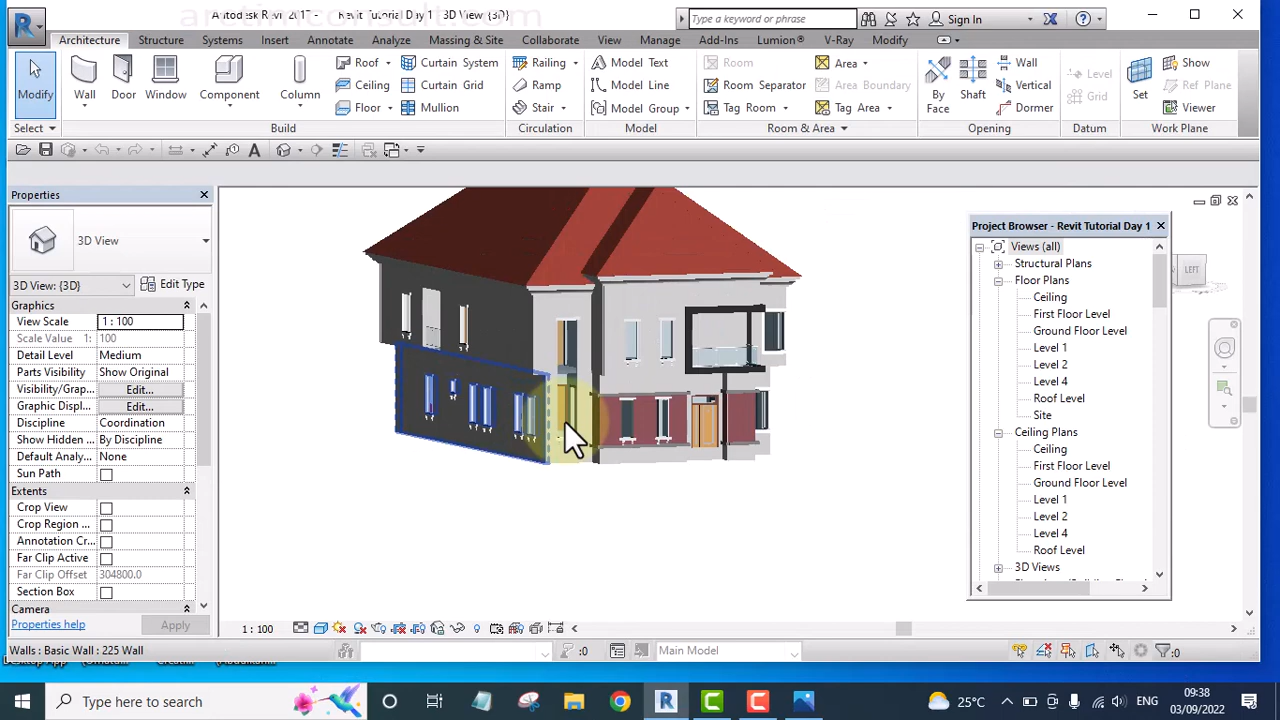 Autodesk Revit 2017 - Revit Tutorial Day 1 - 3D View: {3D}
Type a keyword or phrase
Sign In
Architecture Structure Systems Insert Annotate Analyze Massing & Site Collaborate View Manage Add-Ins Lumion® V-Ray Modify
Modify Wall Door Window Component Column
Roof Ceiling Floor
Curtain System Curtain Grid Mullion
Railing Ramp Stair
Model Text Model Line Model Group
Room Room Separator Tag Room
Area Area Boundary Tag Area
By Face Shaft Wall Vertical Dormer
Level Grid
Set Show Ref Plane Viewer
Select Build Circulation Model Room & Area Opening Datum Work Plane
Properties
3D View
3D View: {3D} Edit Type
Graphics
View Scale 1 : 100
Scale Value 1: 100
Detail Level Medium
Parts Visibility Show Original
Visibility/Grap... Edit...
Graphic Displ... Edit...
Discipline Coordination
Show Hidden ... By Discipline
Default Analy... None
Sun Path
Extents
Crop View
Crop Region ...
Annotation Cr...
Far Clip Active
Far Clip Offset 304800.0
Section Box
Camera
Properties help Apply
Project Browser - Revit Tutorial Day 1
Views (all)
Structural Plans
Floor Plans
Ceiling
First Floor Level
Ground Floor Level
Level 1
Level 2
Level 4
Roof Level
Site
Ceiling Plans
Ceiling
First Floor Level
Ground Floor Level
Level 1
Level 2
Level 4
Roof Level
3D Views
LEFT
1 : 100
Walls : Basic Wall : 225 Wall
:0 Main Model :0
Type here to search
25°C ENG
09:38
03/09/2022